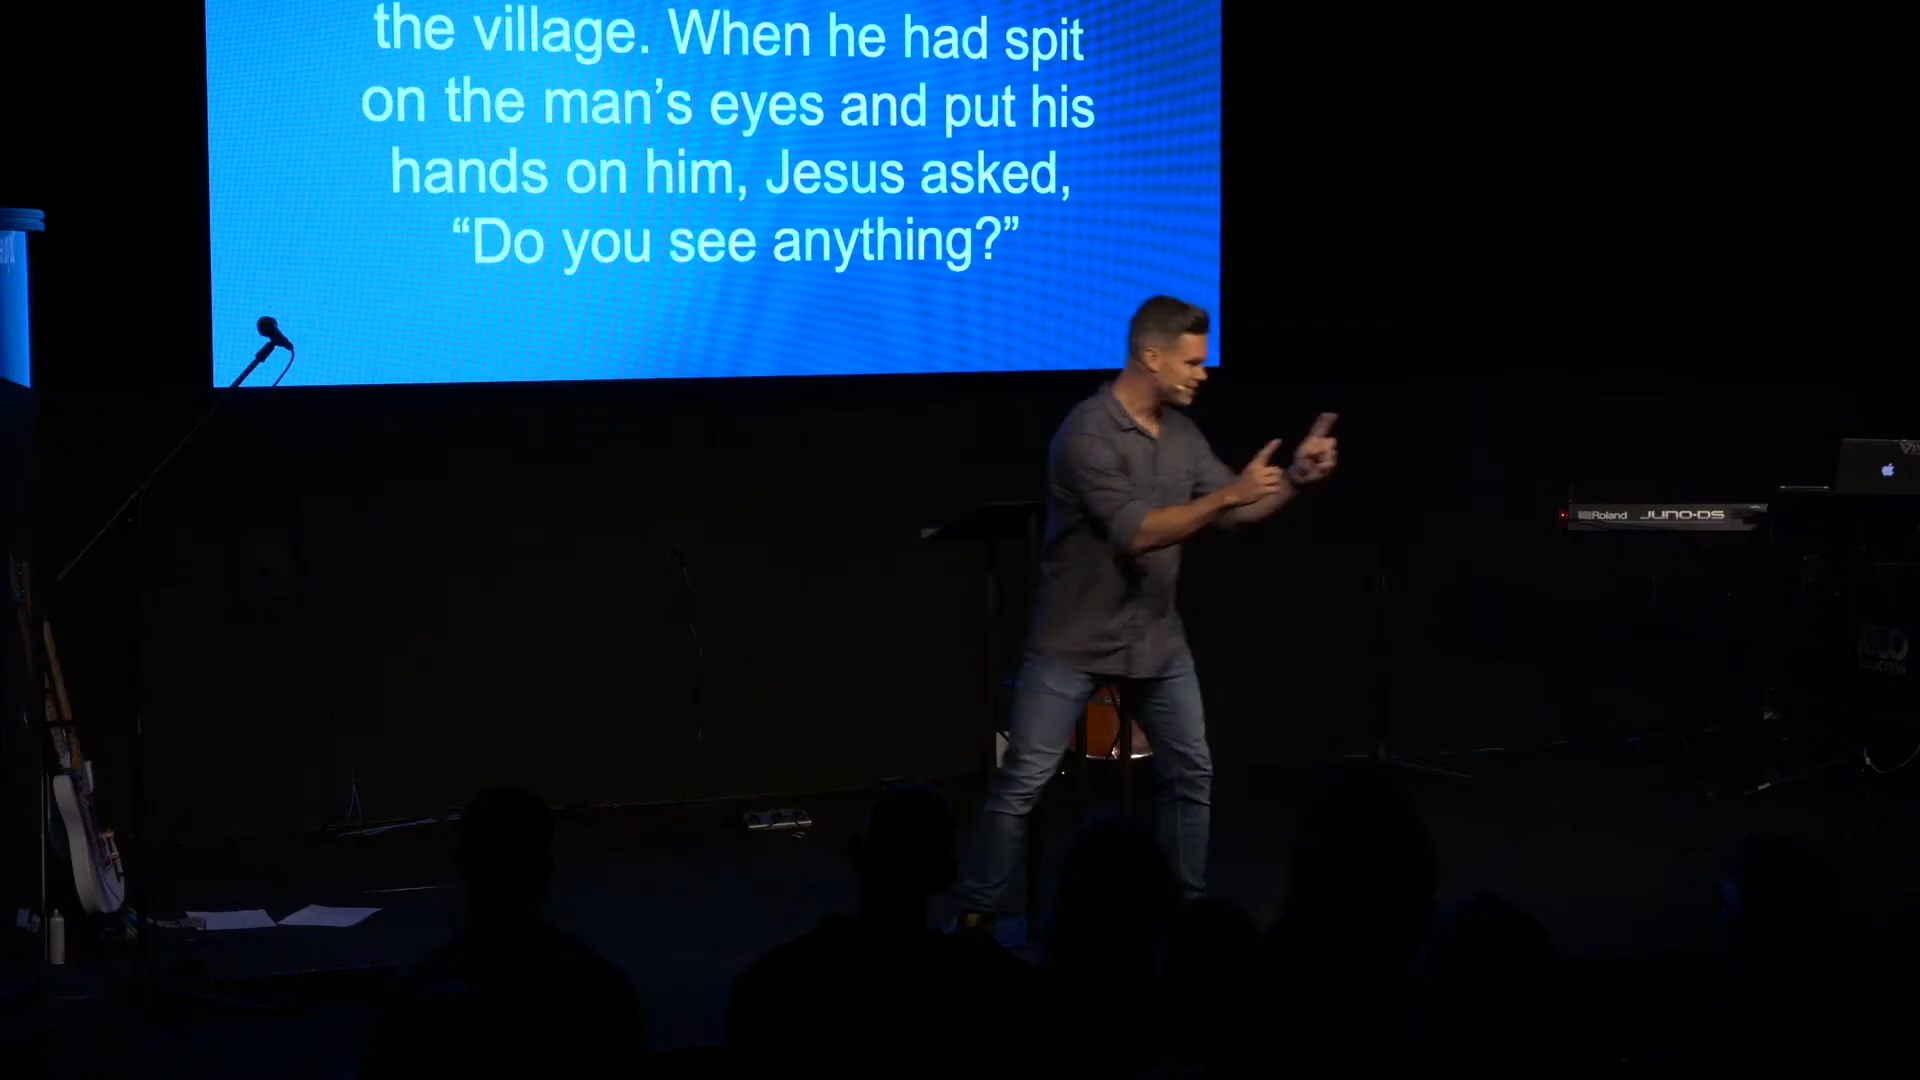 the village. When he had spit
on the man’s eyes and put his
hands on him, Jesus asked,
“Do you see anything?”
Roland JUNO-DS